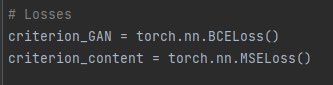 # Losses
criterion_GAN = torch.nn.BCELoss()
criterion_content = torch.nn.MSELoss()